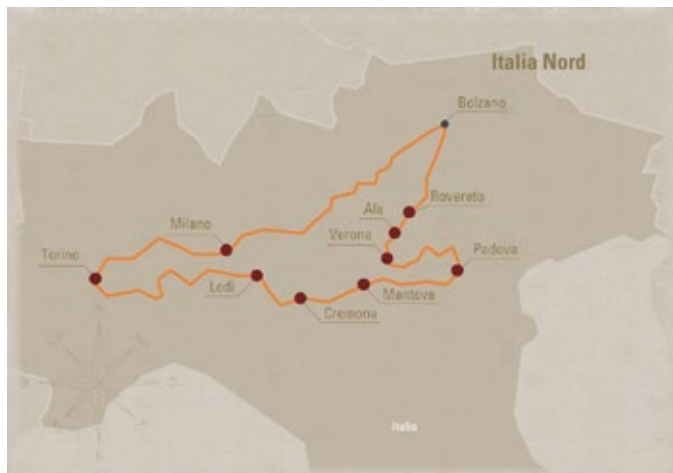 Italia Nord
Bolzano
Rovereto
Ala
Milano
Verona
Torino
Padova
Lodi
Mantova
Cremona
Italia